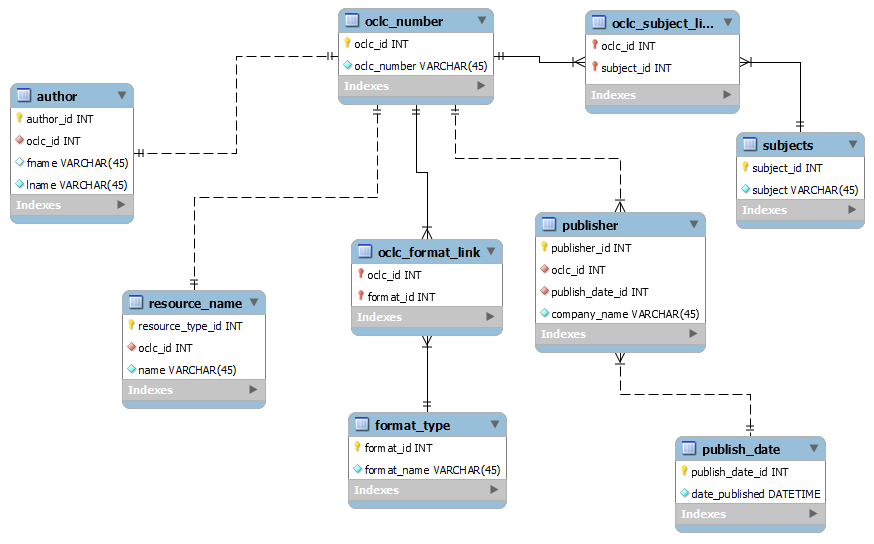 oclc_number
oclc_id INT
oclc_number VARCHAR(45)
Indexes
oclc_subject_li...
oclc_id INT
subject_id INT
Indexes
author
author_id INT
oclc_id INT
fname VARCHAR(45)
lname VARCHAR(45)
Indexes
subjects
subject_id INT
subject VARCHAR(45)
Indexes
publisher
publisher_id INT
oclc_id INT
publish_date_id INT
company_name VARCHAR(45)
Indexes
oclc_format_link
oclc_id INT
format_id INT
Indexes
resource_name
resource_type_id INT
oclc_id INT
name VARCHAR(45)
Indexes
format_type
format_id INT
format_name VARCHAR(45)
Indexes
publish_date
publish_date_id INT
date_published DATETIME
Indexes